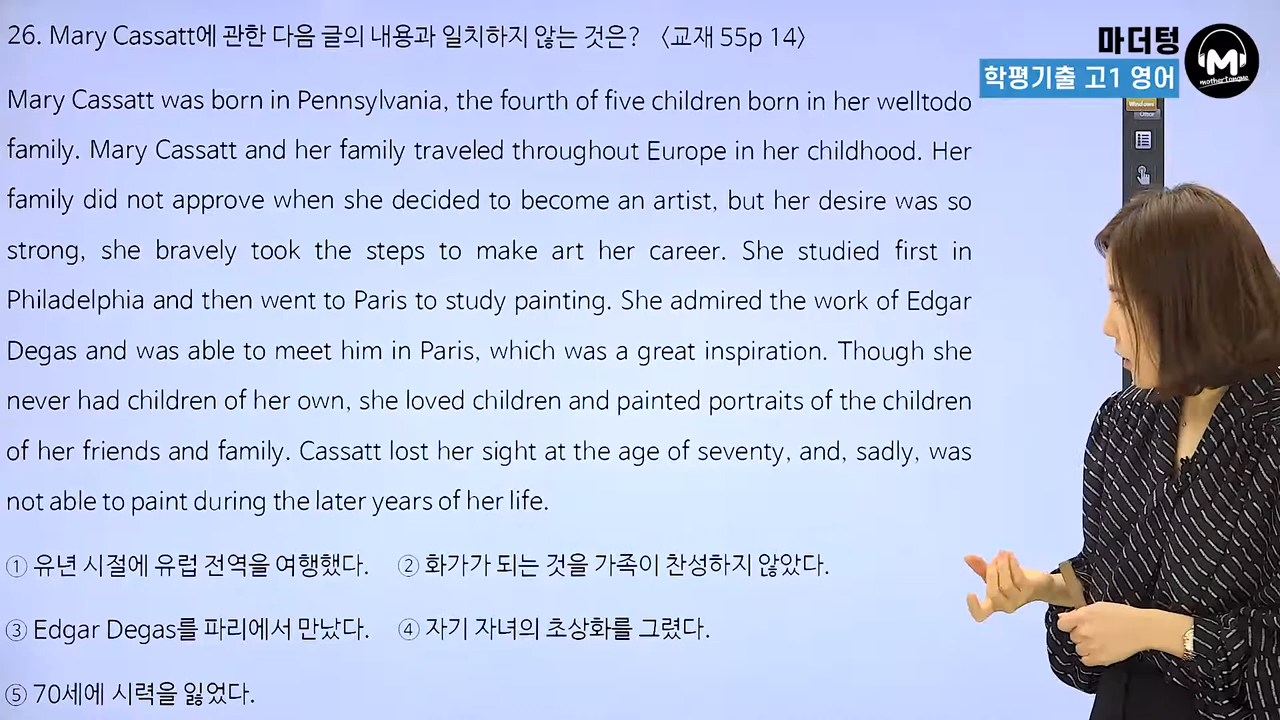 26. Mary Cassatt에 관한 다음 글의 내용과 일치하지 않는 것은? 〈교재 55p 14〉
마더텅
학평기출 고1 영어
mothertongue
Windows
Other
Mary Cassatt was born in Pennsylvania, the fourth of five children born in her welltodo
family. Mary Cassatt and her family traveled throughout Europe in her childhood. Her
family did not approve when she decided to become an artist, but her desire was so
strong, she bravely took the steps to make art her career. She studied first in
Philadelphia and then went to Paris to study painting. She admired the work of Edgar
Degas and was able to meet him in Paris, which was a great inspiration. Though she
never had children of her own, she loved children and painted portraits of the children
of her friends and family. Cassatt lost her sight at the age of seventy, and, sadly, was
not able to paint during the later years of her life.
① 유년 시절에 유럽 전역을 여행했다. ② 화가가 되는 것을 가족이 찬성하지 않았다.
③ Edgar Degas를 파리에서 만났다. ④ 자기 자녀의 초상화를 그렸다.
⑤ 70세에 시력을 잃었다.